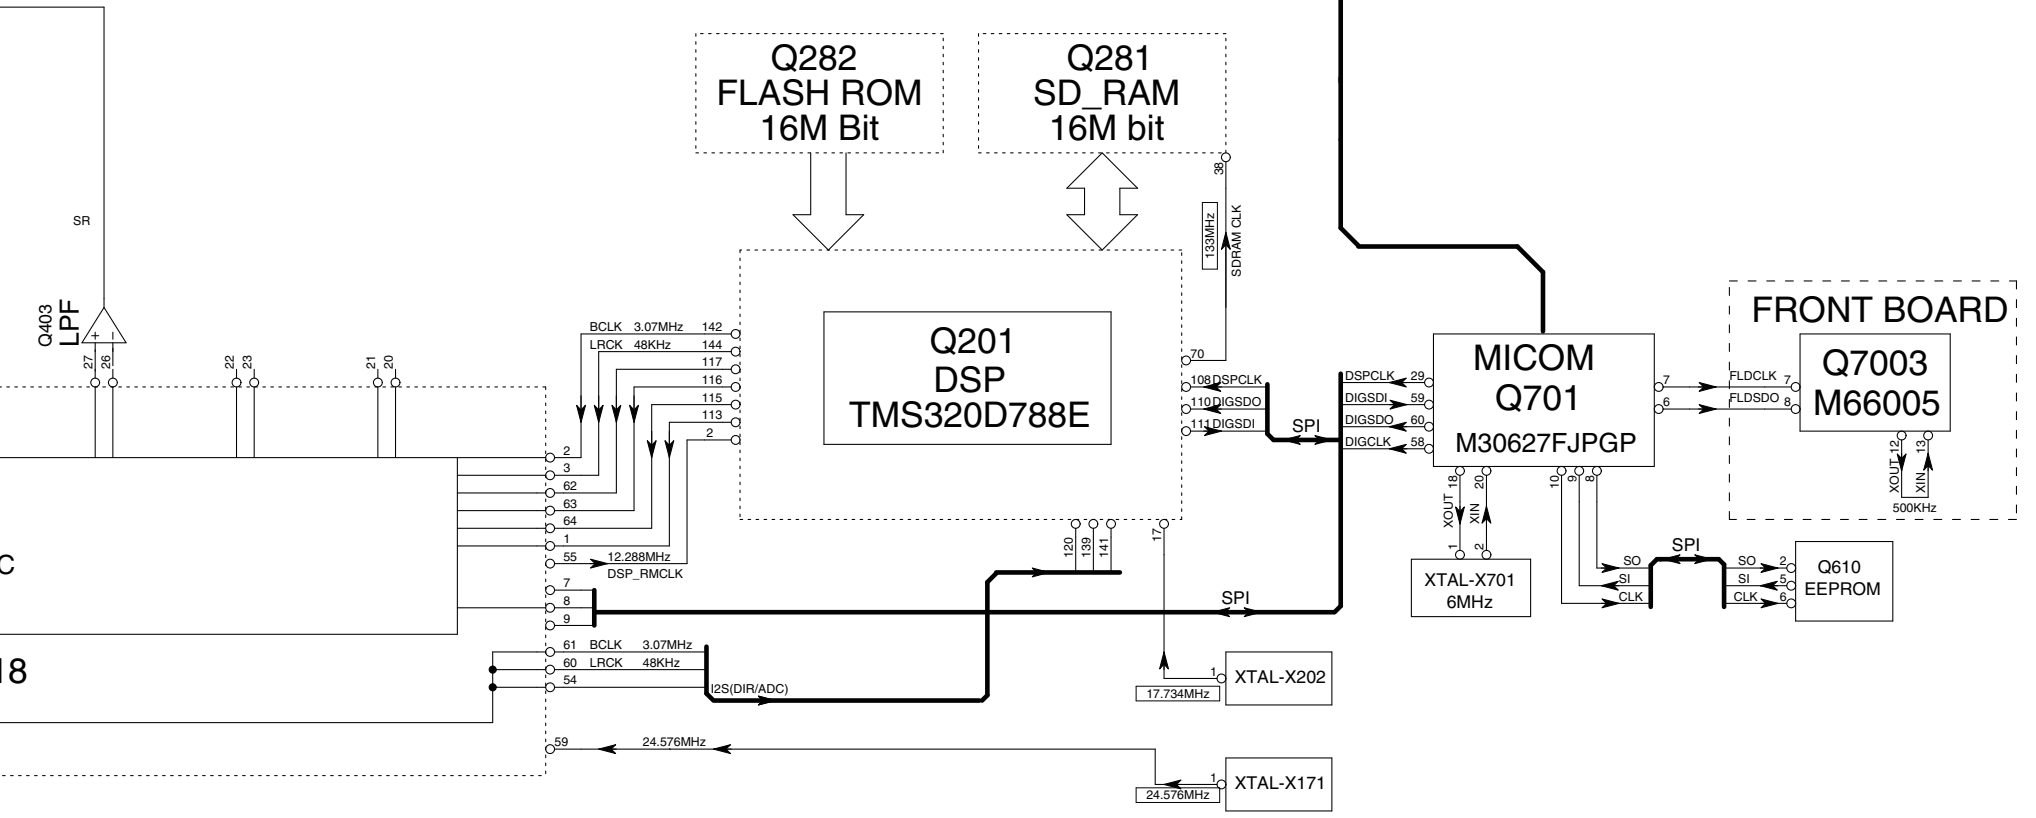 Q282
FLASH ROM
16M Bit
Q281
SD_RAM
16M bit
38
133MHz
SDRAM CLK
SR
Q403
LPF
+ -
27 26
22 23
21 20
BCLK 3.07MHz 142
LRCK 48KHz 144
117
116
115
113
2
Q201
DSP
TMS320D788E
70
108 DSPCLK
110 DIGSDO
111 DIGSDI
SPI
DSPCLK 29
DIGSDI 59
DIGSDO 60
DIGCLK 58
MICOM
Q701
M30627FJPGP
FRONT BOARD
Q7003
M66005
7 FLDCLK 7
6 FLDSDO 8
XOUT 12
XIN 13
500KHz
2
3
62
63
64
1
55 12.288MHz
DSP_RMCLK
7
8
9
120 139 141
17
XOUT 18
XIN 20
10 9 8
1 2
XTAL-X701
6MHz
SO
SI
CLK
SPI
SO 2
SI 5
CLK 6
Q610
EEPROM
SPI
C
18
61 BCLK 3.07MHz
60 LRCK 48KHz
54
I2S(DIR/ADC)
1 XTAL-X202
17.734MHz
59 24.576MHz
1 XTAL-X171
24.576MHz